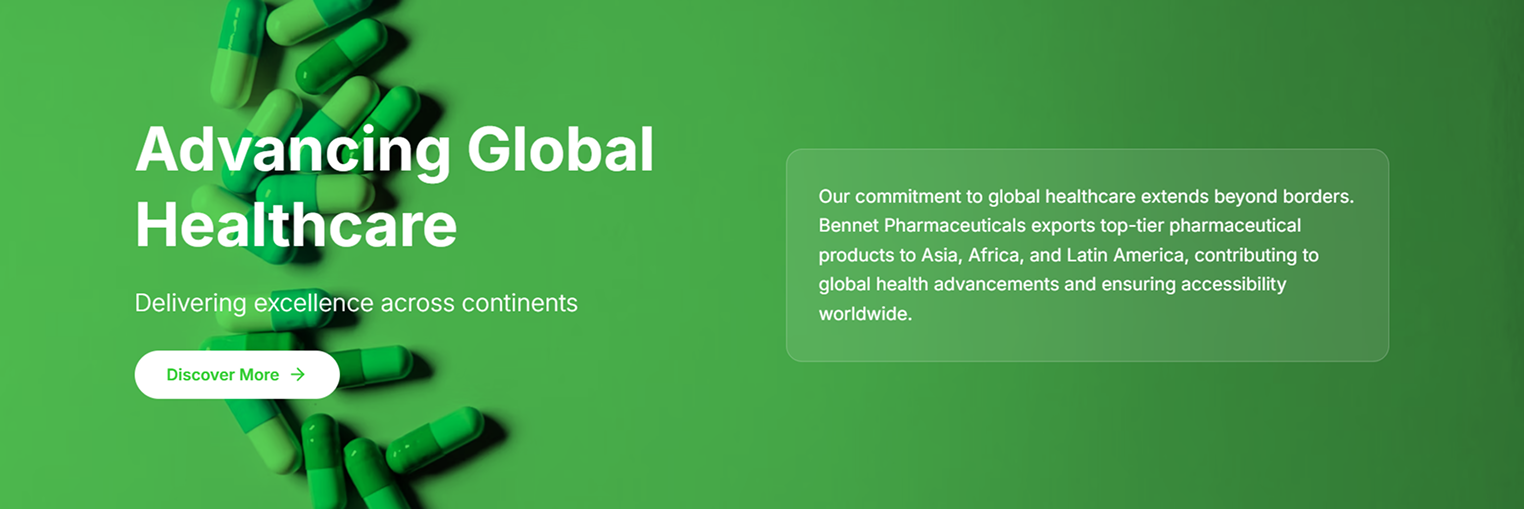 Advancing Global
Healthcare
Delivering excellence across continents
Discover More
Our commitment to global healthcare extends beyond borders.
Bennet Pharmaceuticals exports top-tier pharmaceutical
products to Asia, Africa, and Latin America, contributing to
global health advancements and ensuring accessibility
worldwide.